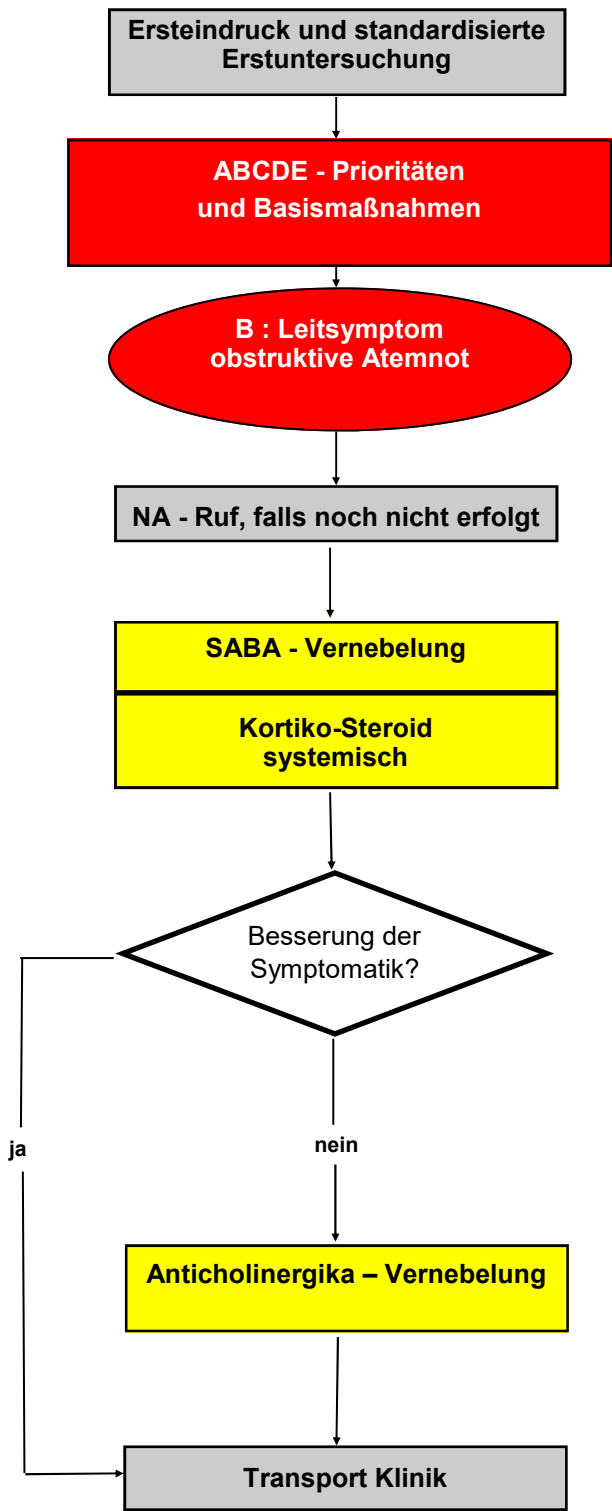 Ersteindruck und standardisierte
Erstuntersuchung
ABCDE - Prioritäten
und Basismaßnahmen
B : Leitsymptom
obstruktive Atemnot
NA - Ruf, falls noch nicht erfolgt
SABA - Vernebelung
Kortiko-Steroid
systemisch
Besserung der
Symptomatik?
ja
nein
Anticholinergika – Vernebelung
Transport Klinik